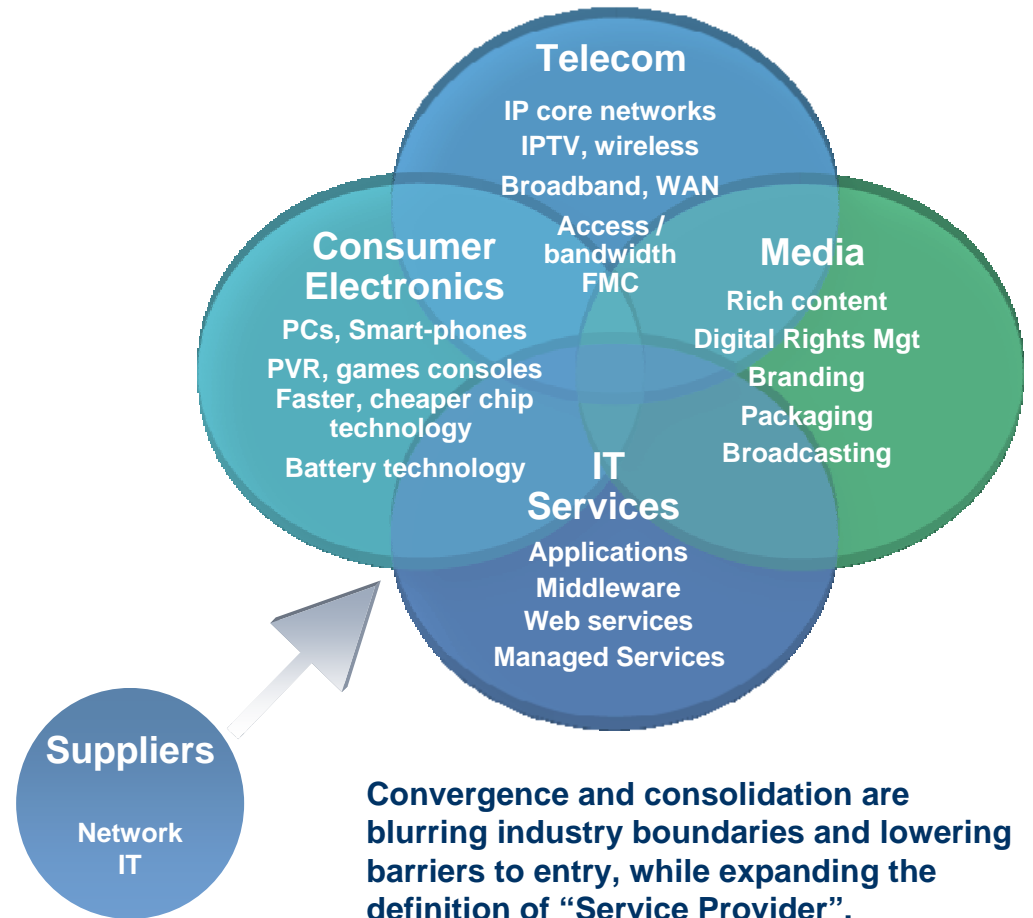 Telecom
IP core networks
IPTV, wireless
Broadband, WAN
Access /
bandwidth
FMC
Consumer
Electronics
PCs, Smart-phones
PVR, games consoles
Faster, cheaper chip
technology
Battery technology
Media
Rich content
Digital Rights Mgt
Branding
Packaging
Broadcasting
IT
Services
Applications
Middleware
Web services
Managed Services
Suppliers
Network
IT
Convergence and consolidation are
blurring industry boundaries and lowering
barriers to entry, while expanding the
definition of “Service Provider”.